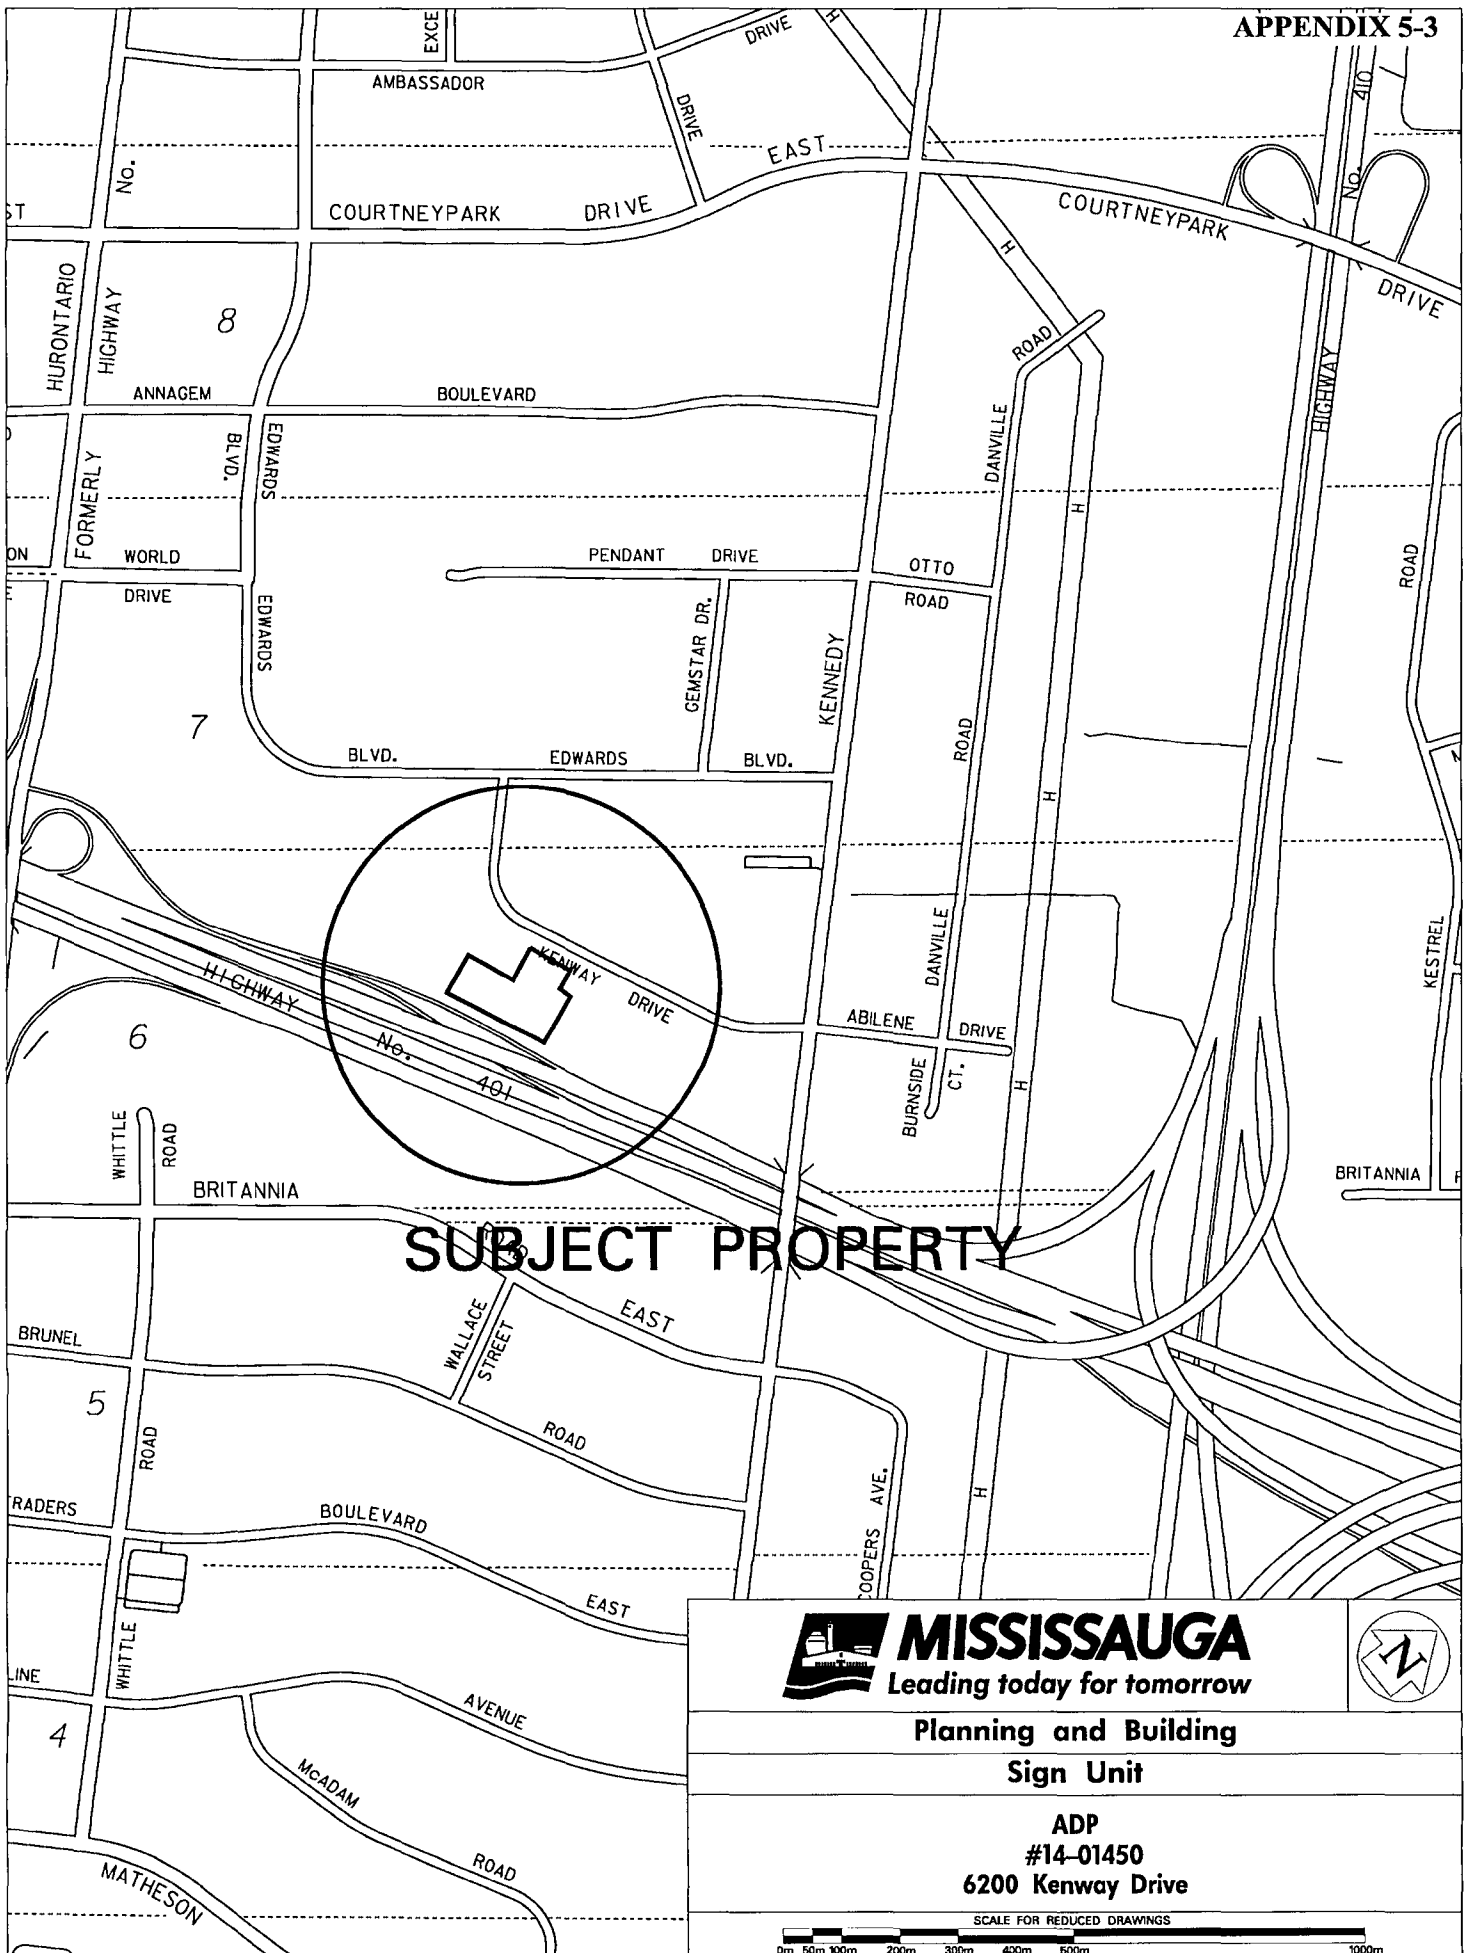 APPENDIX 5-3
EXCE
DRIVE
H
AMBASSADOR
DRIVE
410
No.
EAST
No.
ST
COURTNEYPARK DRIVE
COURTNEYPARK
H
DRIVE
HURONTARIO
HIGHWAY
8
ROAD
HIGHWAY
ANNAGEM
BOULEVARD
BLVD.
EDWARDS
DANVILLE
FORMERLY
H
ON
WORLD
PENDANT DRIVE
OTTO
ROAD
DRIVE
EDWARDS
GEMSTAR DR.
ROAD
KENNEDY
7
ROAD
BLVD.
EDWARDS
BLVD.
H
KENWAY
DRIVE
DANVILLE
KESTREL
HIGHWAY
No.
401
6
ABILENE
DRIVE
BURNSIDE
CT.
H
WHITTLE
ROAD
BRITANNIA
BRITANNIA
ROAD
SUBJECT PROPERTY
EAST
WALLACE
STREET
BRUNEL
5
ROAD
ROAD
AVE.
H
RADERS
BOULEVARD
COOPERS
EAST
WHITTLE
LINE
AVENUE
4
McADAM
ROAD
MATHESON
MISSISSAUGA
Leading today for tomorrow
N
Planning and Building
Sign Unit
ADP
#14-01450
6200 Kenway Drive
SCALE FOR REDUCED DRAWINGS
0m 50m 100m 200m 300m 400m 500m 1000m